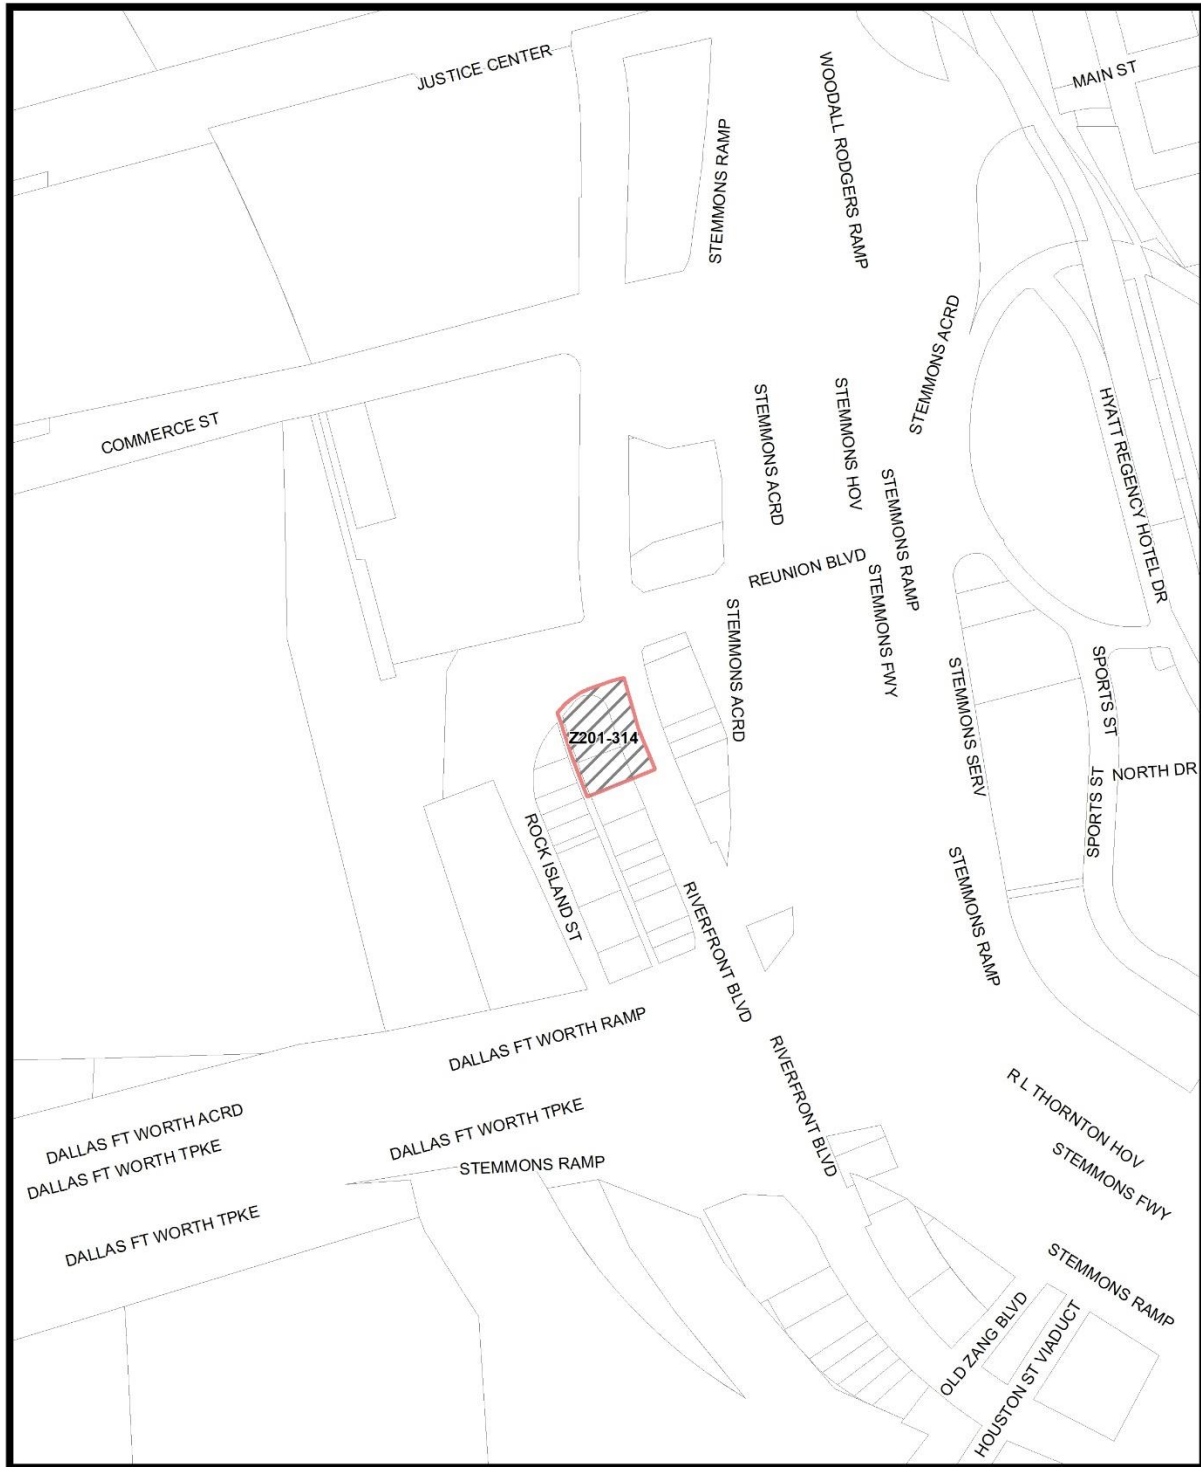 JUSTICE CENTER
MAIN ST
STEMMONS RAMP
WOODALL RODGERS RAMP
STEMMONS ACRD
COMMERCE ST
STEMMONS ACRD
STEMMONS HOV
HYATT REGENCY HOTEL DR
STEMMONS RAMP
REUNION BLVD
STEMMONS FWY
STEMMONS ACRD
STEMMONS SERV
SPORTS ST
Z201-314
NORTH DR
SPORTS ST
ROCK ISLAND ST
STEMMONS RAMP
RIVERFRONT BLVD
DALLAS FT WORTH RAMP
RIVERFRONT BLVD
R L THORNTON HOV
DALLAS FT WORTH ACRD
DALLAS FT WORTH TPKE
DALLAS FT WORTH TPKE
STEMMONS RAMP
STEMMONS FWY
DALLAS FT WORTH TPKE
STEMMONS RAMP
OLD ZANG BLVD
HOUSTON ST VIADUCT